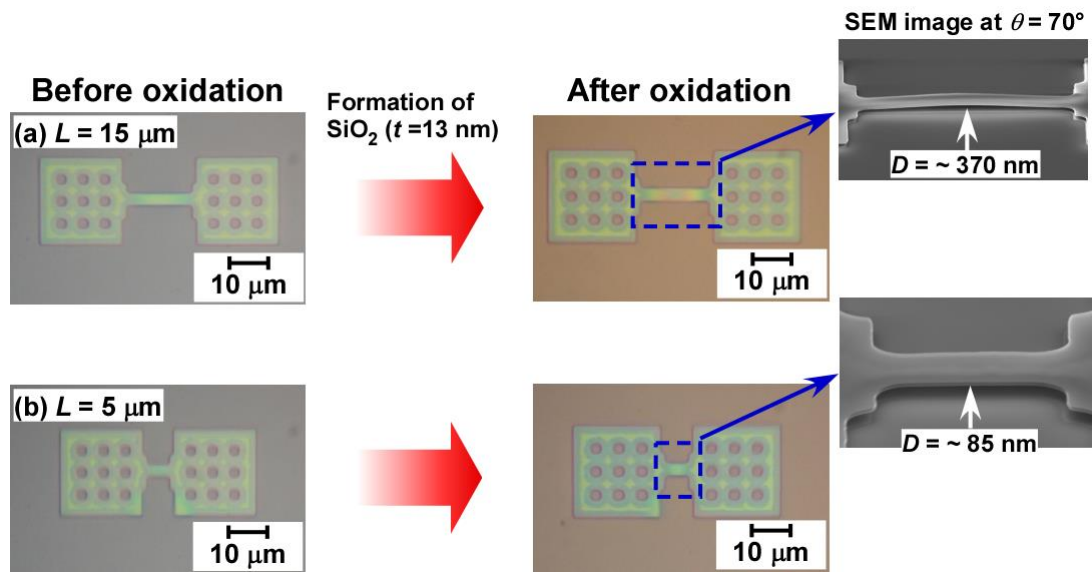 SEM image at θ = 70°
Before oxidation
Formation of
SiO₂ (t =13 nm)
After oxidation
(a) L = 15 μm
D = ~ 370 nm
10 μm
10 μm
(b) L = 5 μm
D = ~ 85 nm
10 μm
10 μm